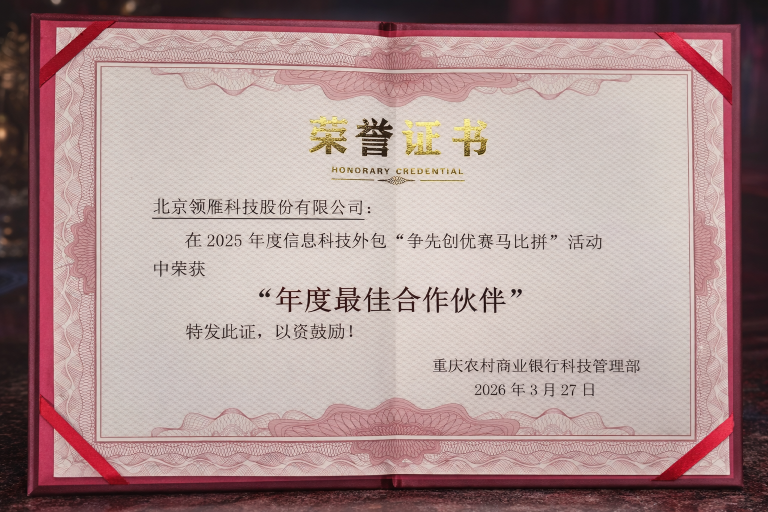 荣誉证书
HONORARY CREDENTIAL
北京领雁科技股份有限公司：
在 2025 年度信息科技外包“争先创优赛马比拼”活动
中荣获
“年度最佳合作伙伴”
特发此证，以资鼓励！
重庆农村商业银行科技管理部
2026 年 3 月 27 日